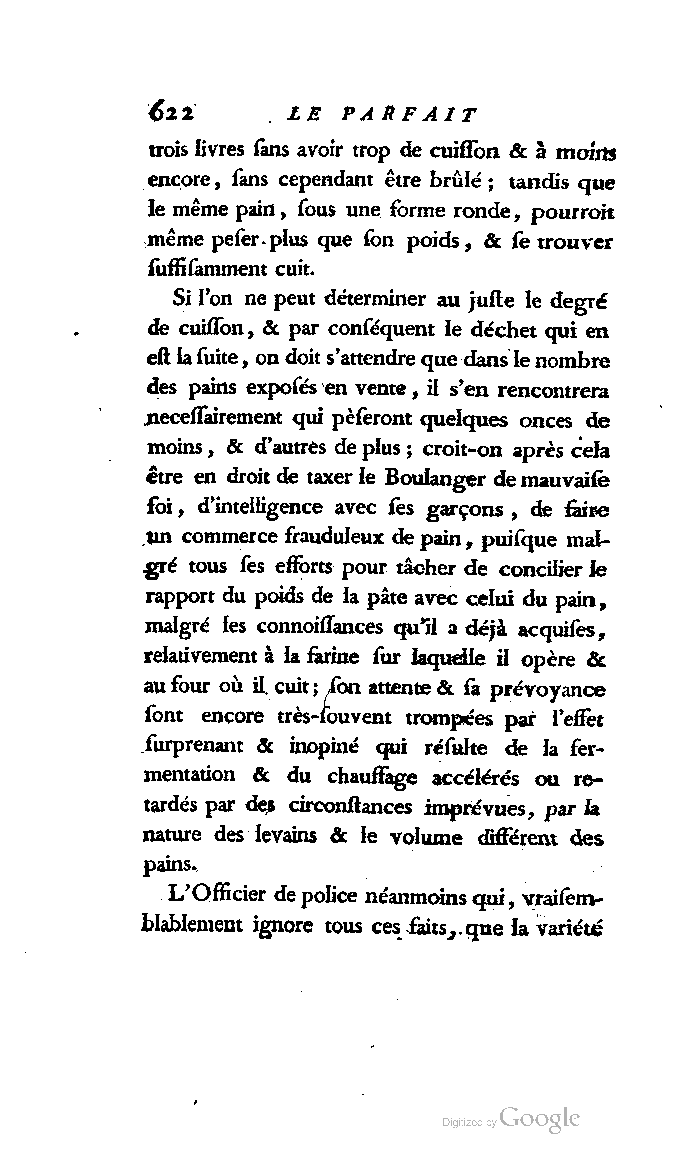 622 LE PARFAIT
trois livres ſans avoir trop de cuiſſon & à moins
encore, ſans cependant être brûlé ; tandis que
le même pain, ſous une forme ronde, pourroit
même peſer plus que ſon poids, & ſe trouver
ſuffiſamment cuit.
Si l'on ne peut déterminer au juſte le degré
de cuiſſon, & par conſéquent le déchet qui en
eſt la ſuite, on doit s'attendre que dans le nombre
des pains expoſés en vente, il s'en rencontrera
neceſſairement qui pèſeront quelques onces de
moins, & d'autres de plus ; croit-on après cela
être en droit de taxer le Boulanger de mauvaiſe
foi, d'intelligence avec ſes garçons, de faire
un commerce frauduleux de pain, puiſque mal-
gré tous ſes efforts pour tâcher de concilier le
rapport du poids de la pâte avec celui du pain,
malgré les connoiſſances qu'il a déjà acquiſes,
relativement à la farine ſur laquelle il opère &
au four où il cuit ; ſon attente & ſa prévoyance
ſont encore très-ſouvent trompées par l'effet
ſurprenant & inopiné qui réſulte de la fer-
mentation & du chauffage accélérés ou re-
tardés par des circonſtances imprévues, par la
nature des levains & le volume différent des
pains.
L'Officier de police néanmoins qui, vraiſem-
blablement ignore tous ces faits, que la variété
Digitized by Google